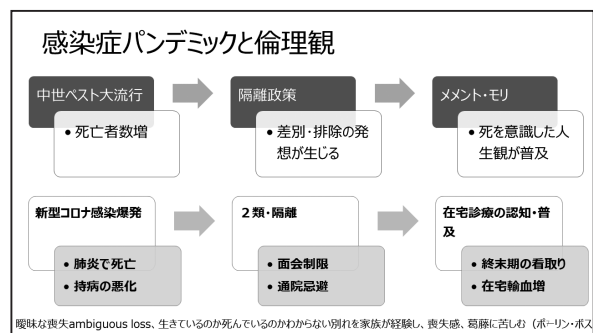 感染症パンデミックと倫理観
中世ペスト大流行
• 死亡者数増
隔離政策
• 差別・排除の発
想が生じる
メメント・モリ
• 死を意識した人
生観が普及
新型コロナ感染爆発
• 肺炎で死亡
• 持病の悪化
２類・隔離
• 面会制限
• 通院忌避
在宅診療の認知・普
及
• 終末期の看取り
• 在宅輸血増
曖昧な喪失ambiguous loss、生きているのか死んでいるのかわからない別れを家族が経験し、喪失感、葛藤に苦しむ（ポーリン・ボス